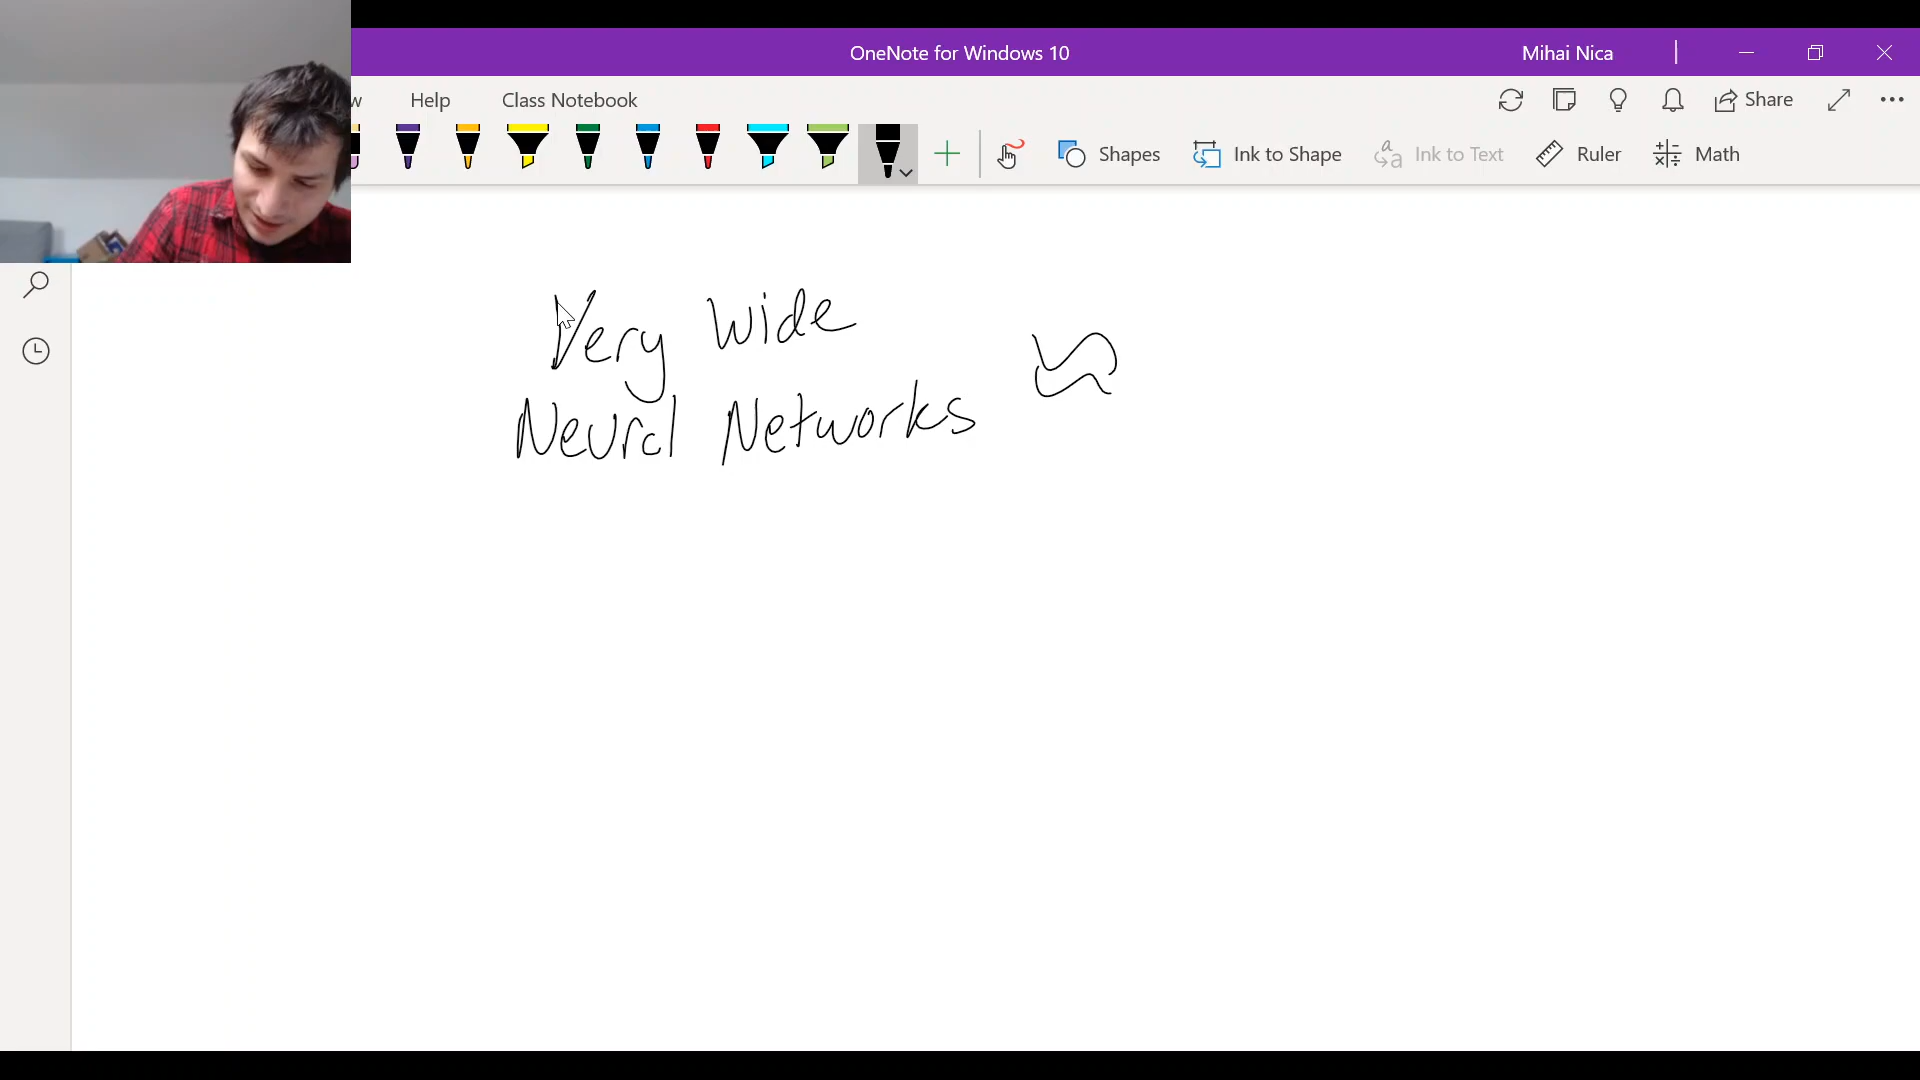 OneNote for Windows 10
Mihai Nica
Help
Class Notebook
Share
Shapes
Ink to Shape
Ink to Text
Ruler
Math
Very Wide
Neural Networks ≈